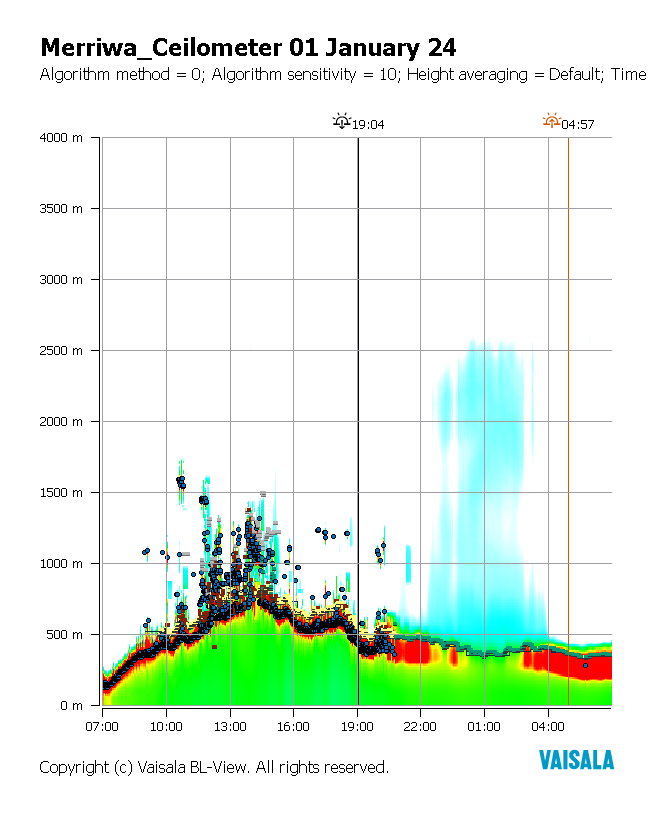 Merriwa_Ceilometer 01 January 24
Algorithm method = 0; Algorithm sensitivity = 10; Height averaging = Default; Time
19:04
04:57
4000 m
3500 m
3000 m
2500 m
2000 m
1500 m
1000 m
500 m
0 m
07:00 10:00 13:00 16:00 19:00 22:00 01:00 04:00
Copyright (c) Vaisala BL-View. All rights reserved.
VAISALA